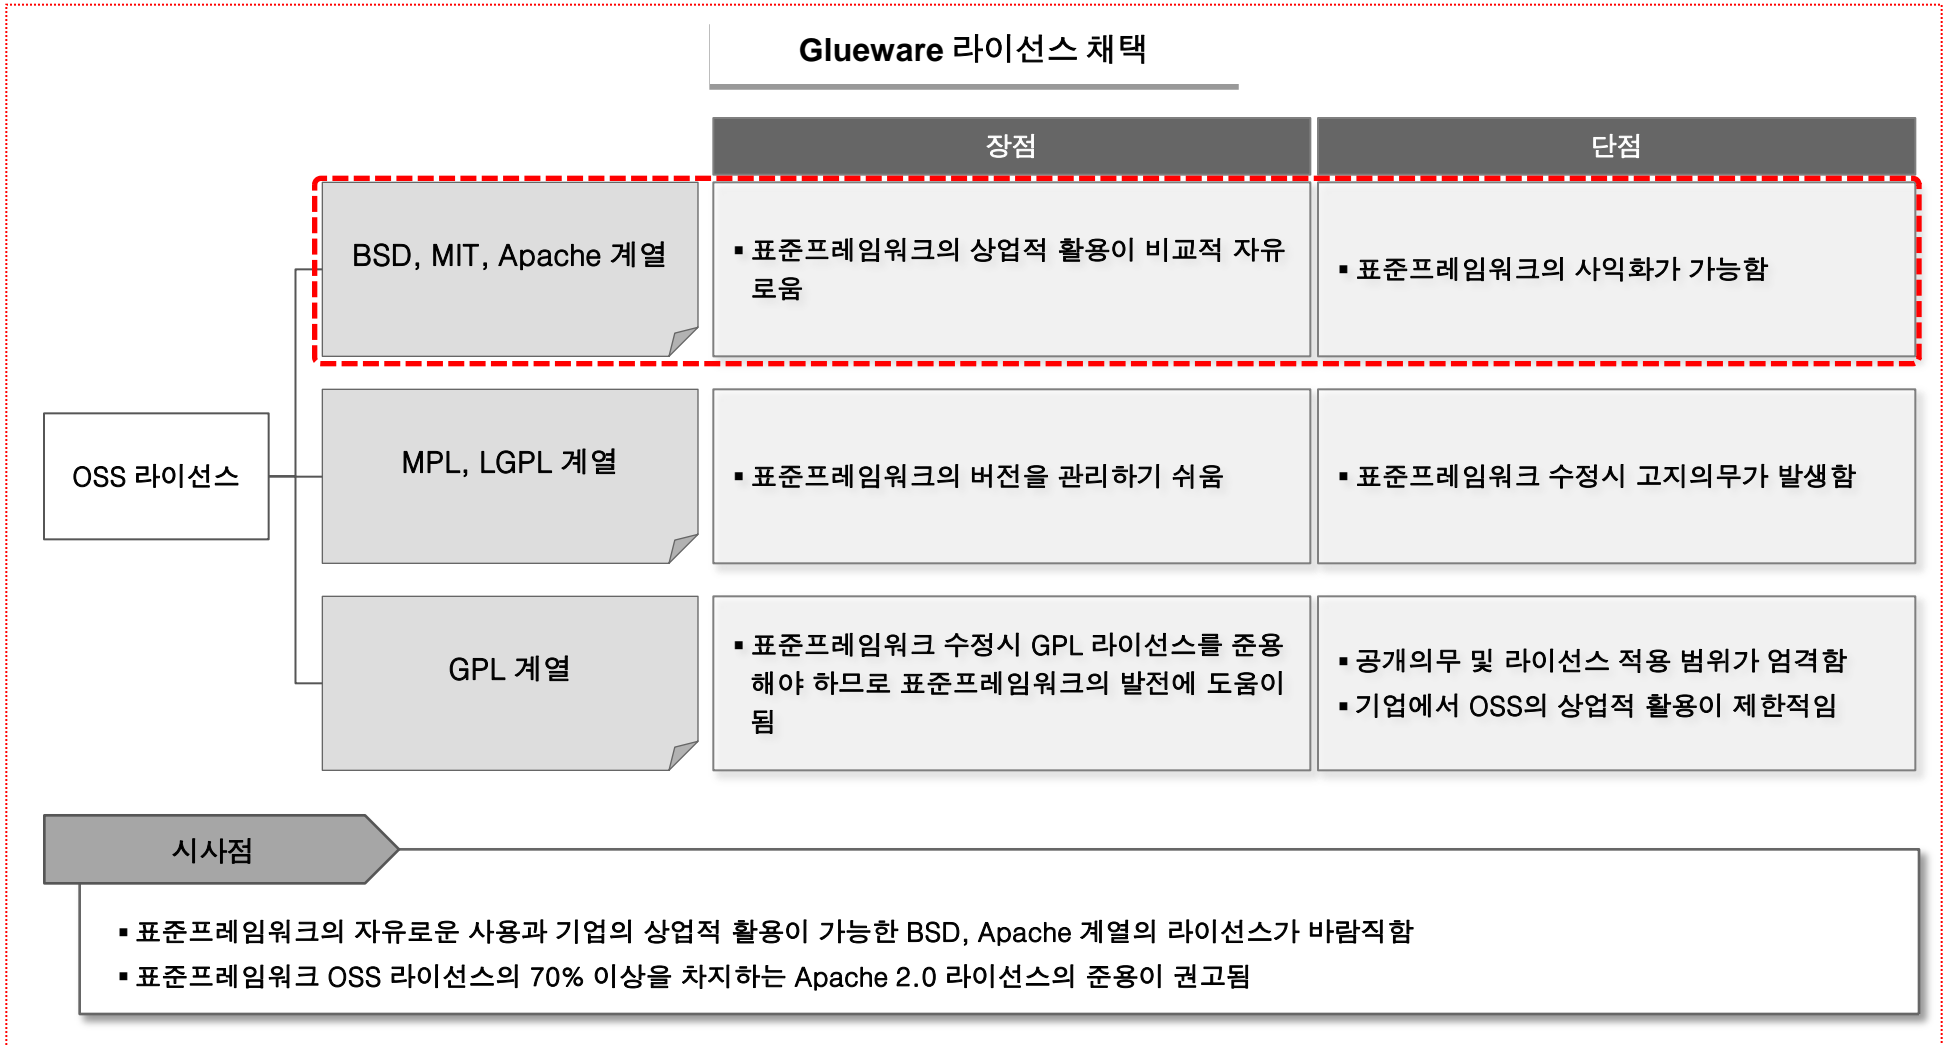 Glueware 라이선스 채택
장점
단점
BSD, MIT, Apache 계열
▪ 표준프레임워크의 상업적 활용이 비교적 자유
로움
▪ 표준프레임워크의 사익화가 가능함
OSS 라이선스
MPL, LGPL 계열
▪ 표준프레임워크의 버전을 관리하기 쉬움
▪ 표준프레임워크 수정시 고지의무가 발생함
GPL 계열
▪ 표준프레임워크 수정시 GPL 라이선스를 준용
해야 하므로 표준프레임워크의 발전에 도움이
됨
▪ 공개의무 및 라이선스 적용 범위가 엄격함
▪ 기업에서 OSS의 상업적 활용이 제한적임
시사점
▪ 표준프레임워크의 자유로운 사용과 기업의 상업적 활용이 가능한 BSD, Apache 계열의 라이선스가 바람직함
▪ 표준프레임워크 OSS 라이선스의 70% 이상을 차지하는 Apache 2.0 라이선스의 준용이 권고됨